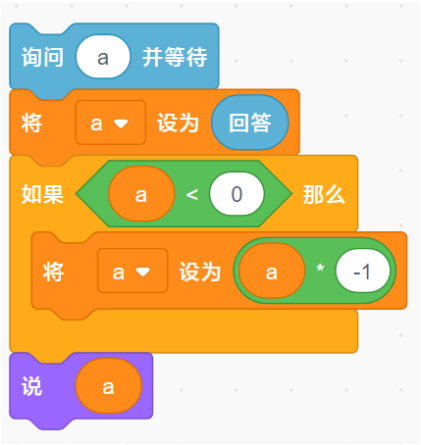 询问 a 并等待
将 a 设为 回答
如果 a < 0 那么
将 a 设为 a * -1
说 a